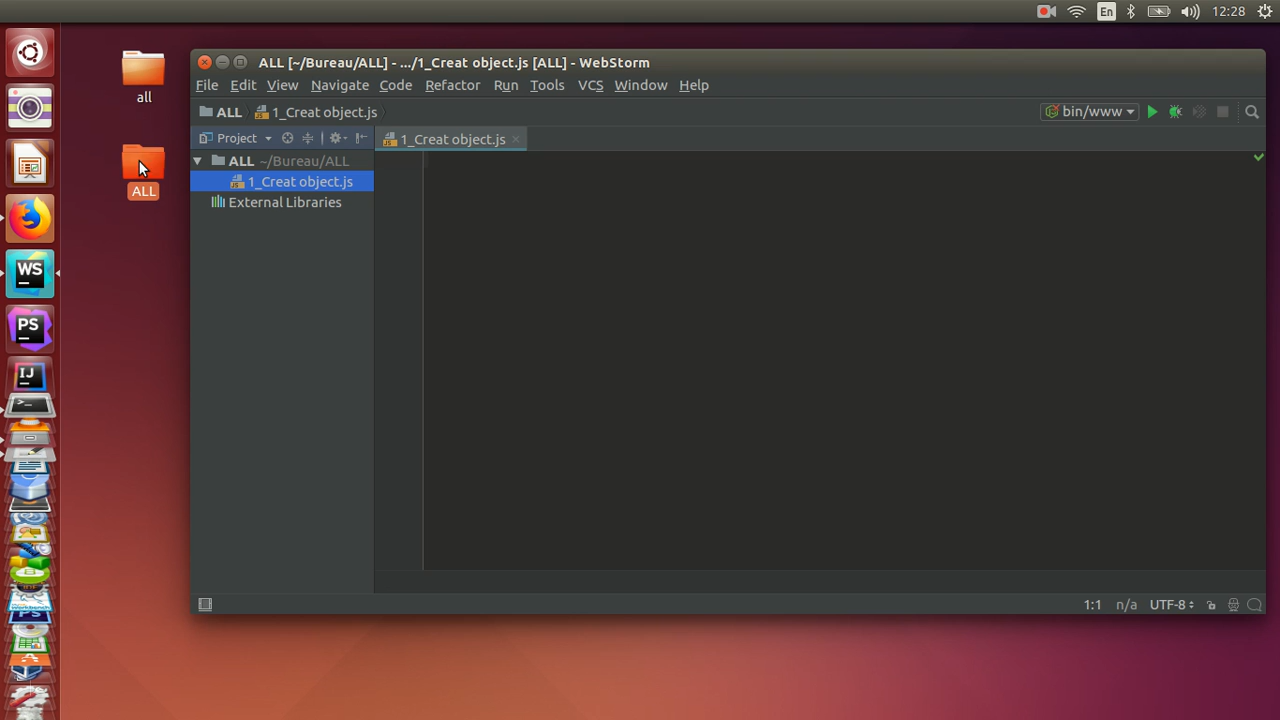 En 12:28
all
ALL
ALL [~/Bureau/ALL] - .../1_Creat object.js [ALL] - WebStorm
File Edit View Navigate Code Refactor Run Tools VCS Window Help
ALL 1_Creat object.js bin/www
Project 1_Creat object.js
ALL ~/Bureau/ALL
1_Creat object.js
External Libraries
WS
PS
IJ
1:1 n/a UTF-8